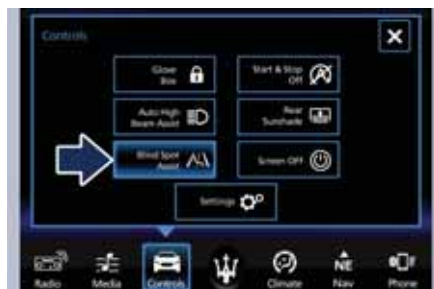 Controls
Glove
Box
Start & Stop
Off
Auto High
Beam Assist
Rear
Sunshade
Blind Spot
Assist
Screen OFF
Settings
Radio
Media
Controls
Climate
NE
Nav
Phone